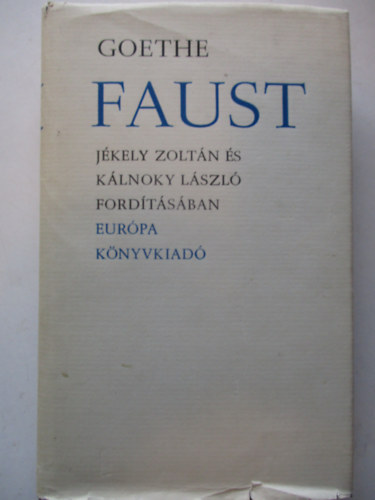 GOETHE
FAUST
JÉKELY ZOLTÁN ÉS
KÁLNOKY LÁSZLÓ
FORDÍTÁSÁBAN
EURÓPA
KÖNYVKIADÓ